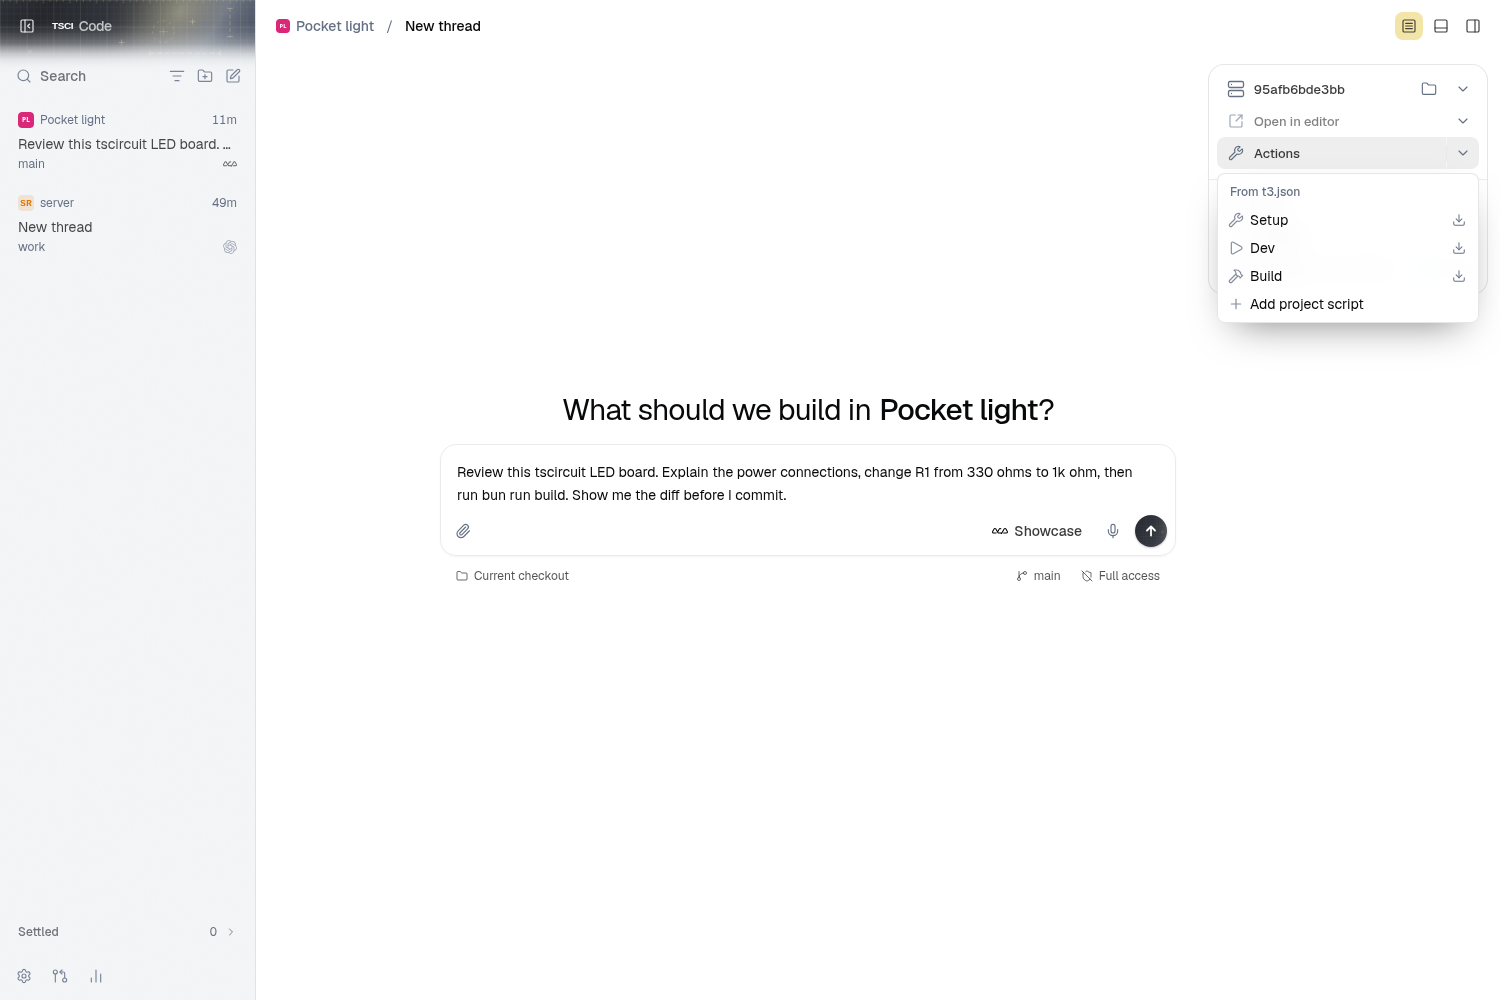 TSCI Code
Search
PL Pocket light 11m
Review this tscircuit LED board. ...
main
SR server 49m
New thread
work
Settled 0
PL Pocket light / New thread
95afb6bde3bb
Open in editor
Actions
From t3.json
Setup
Dev
Build
Add project script
What should we build in Pocket light?
Review this tscircuit LED board. Explain the power connections, change R1 from 330 ohms to 1k ohm, then
run bun run build. Show me the diff before I commit.
Showcase
Current checkout main Full access